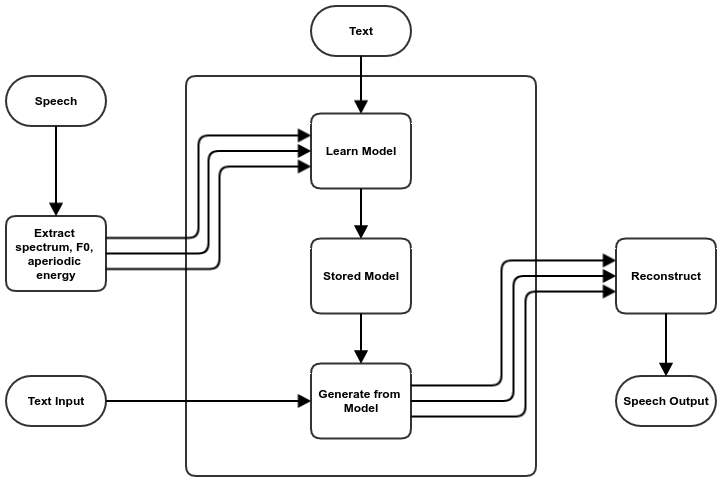 Text
Speech
Learn Model
Extract
spectrum, F0,
aperiodic
energy
Stored Model
Reconstruct
Text Input
Generate from
Model
Speech Output